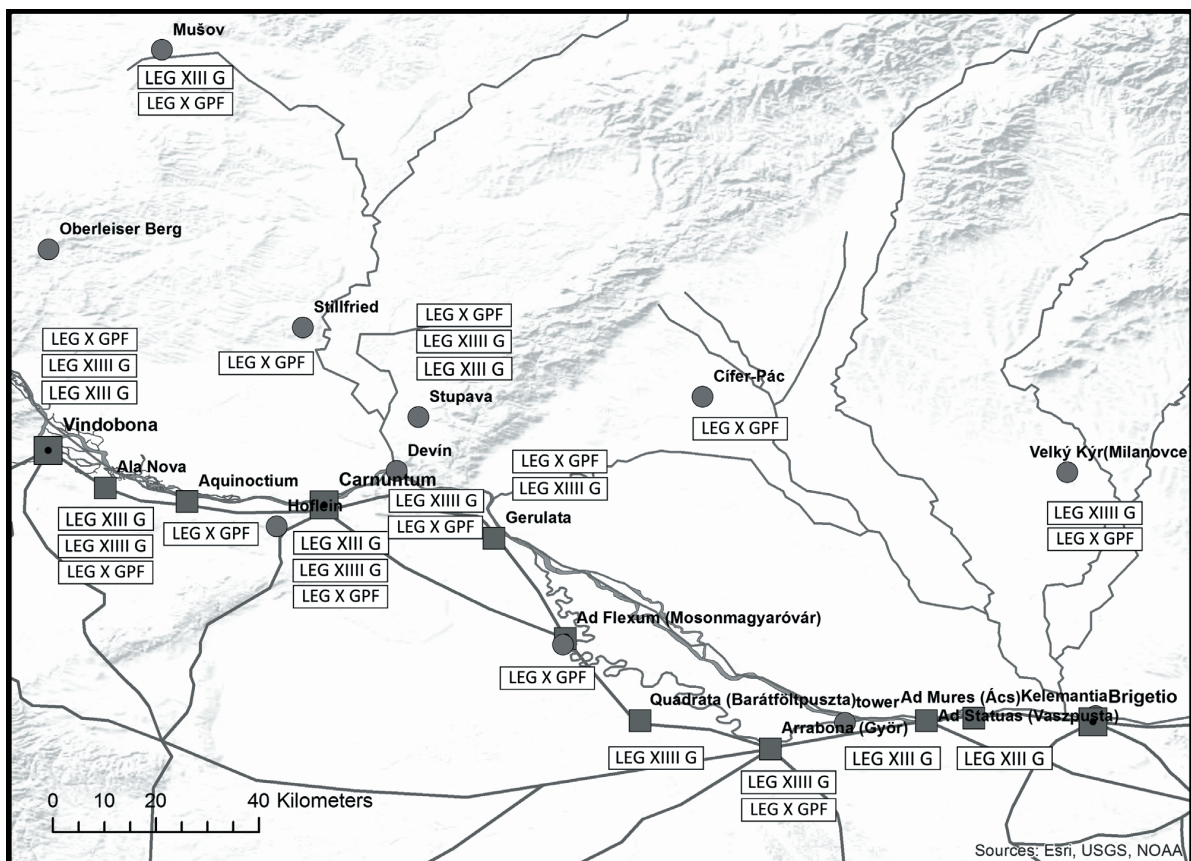 Mušov
LEG XIII G
LEG X GPF
Oberleiser Berg
Stillfried
LEG X GPF
LEG X GPF
LEG XIIII G
LEG XIII G
Stupava
LEG X GPF
LEG XIIII G
LEG XIII G
Vindobona
Cífer-Pác
LEG X GPF
Devín
LEG XIIII G
LEG X GPF
Velký Kýr(Milanovce
LEG XIIII G
LEG X GPF
Ala Nova
LEG XIII G
LEG XIIII G
LEG X GPF
Aquinoctium
LEG X GPF
Hoflein
Carnuntum
LEG XIII G
LEG XIIII G
LEG X GPF
LEG X GPF
LEG XIIII G
Gerulata
Ad Flexum (Mosonmagyaróvár)
LEG X GPF
Quadrata (Barátföltpuszta)
LEG XIIII G
tower
Arrabona (Györ)
LEG XIIII G
LEG X GPF
Ad Mures (Ács)
LEG XIII G
Ad Statuas (Vaszpusta)
LEG XIII G
Kelemantia
Brigetio
0 10 20 40 Kilometers
Sources: Esri, USGS, NOAA